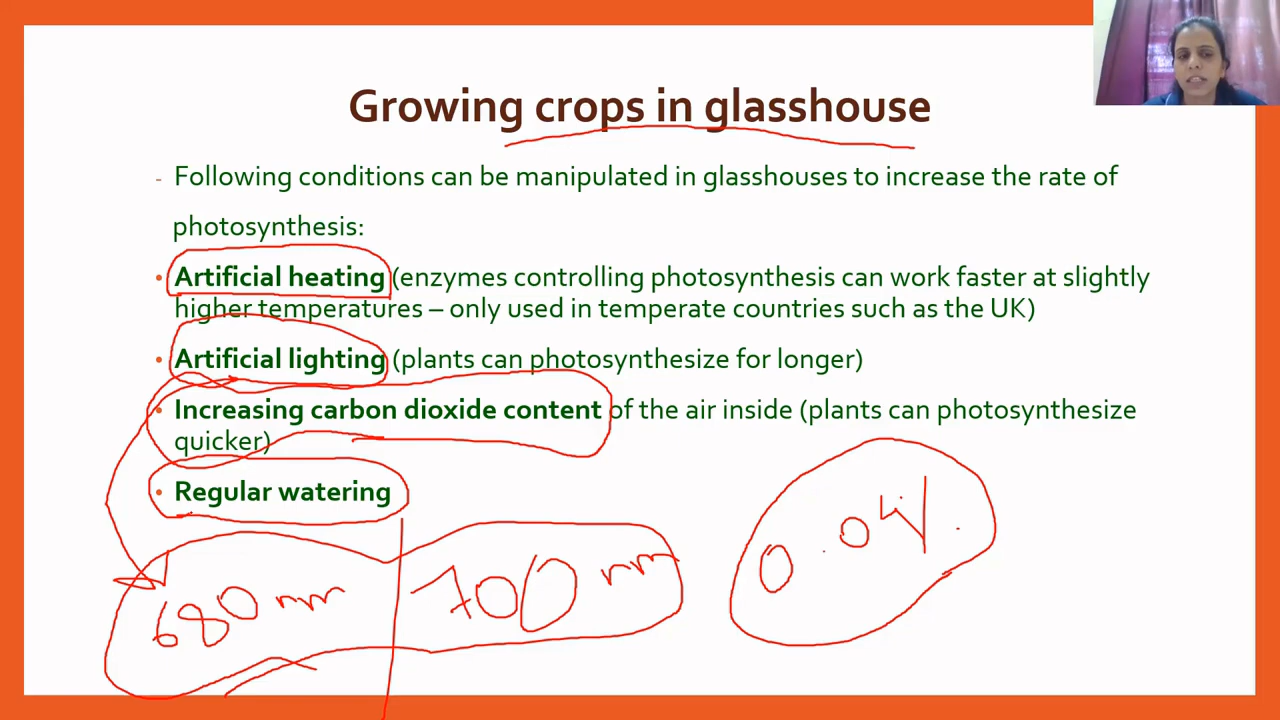 Growing crops in glasshouse
- Following conditions can be manipulated in glasshouses to increase the rate of
photosynthesis:
• Artificial heating (enzymes controlling photosynthesis can work faster at slightly
higher temperatures – only used in temperate countries such as the UK)
• Artificial lighting (plants can photosynthesize for longer)
• Increasing carbon dioxide content of the air inside (plants can photosynthesize
quicker)
• Regular watering
680 nm 700 nm 0.04%